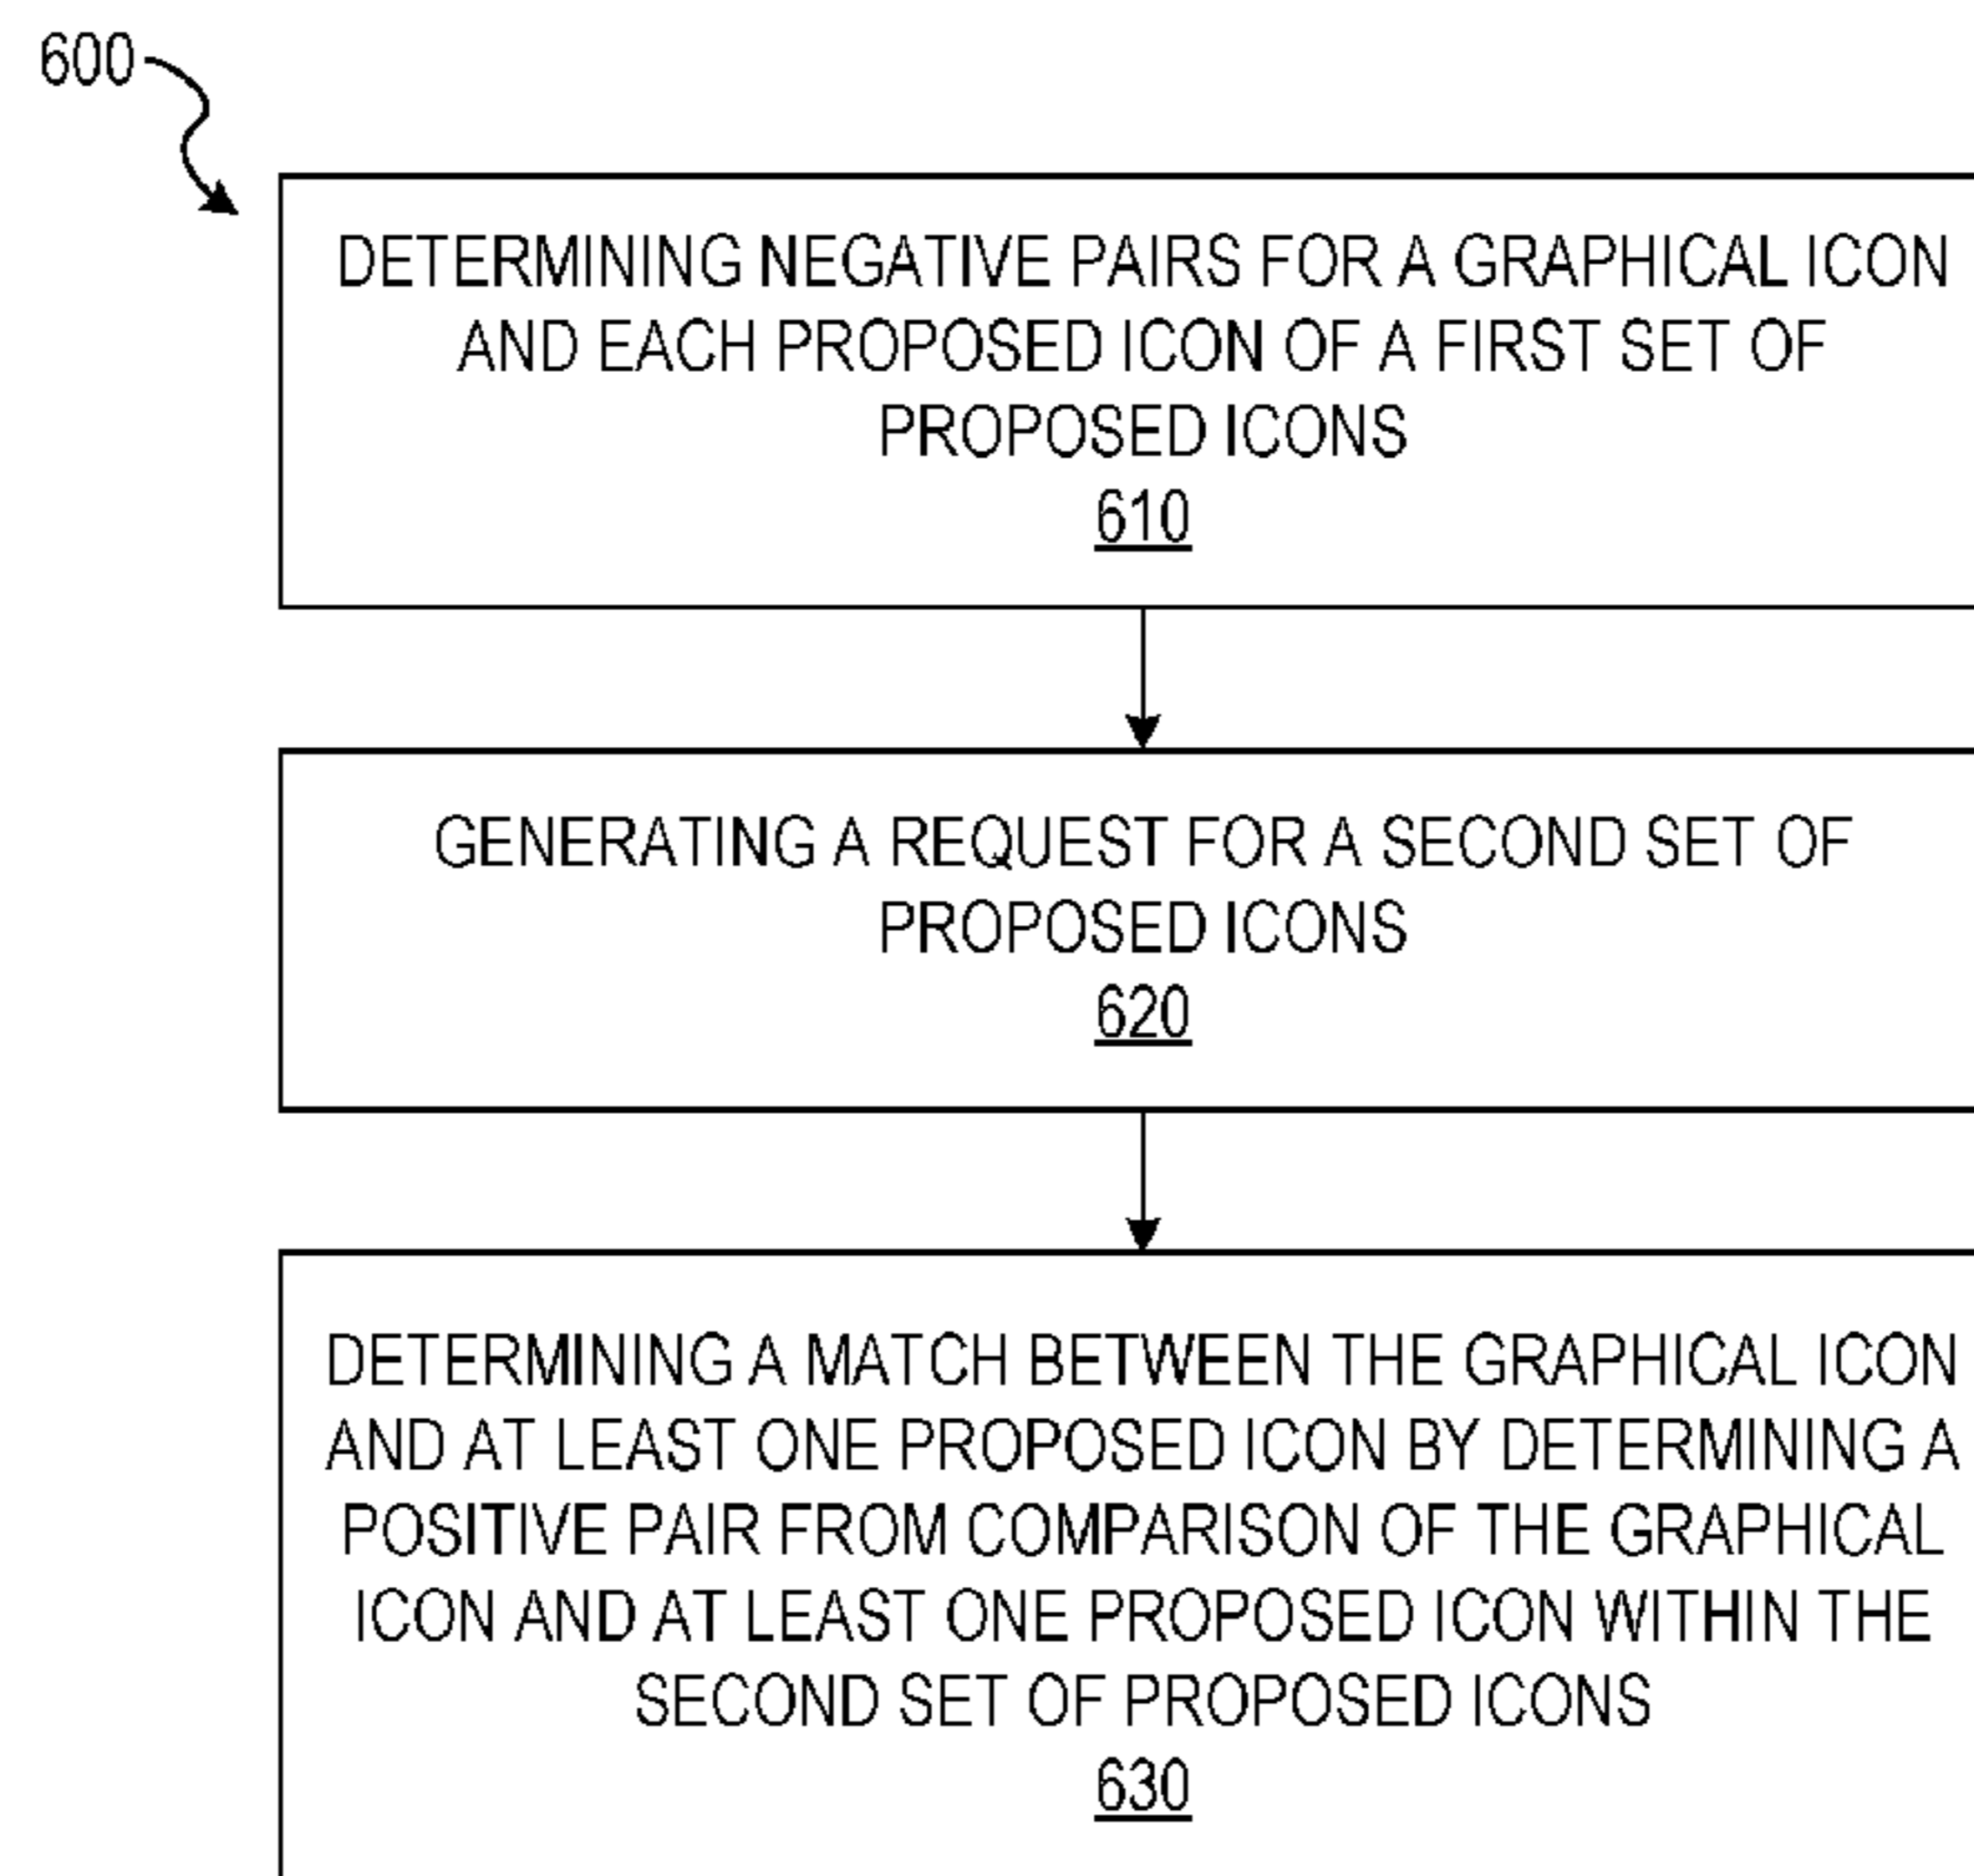 600
DETERMINING NEGATIVE PAIRS FOR A GRAPHICAL ICON
AND EACH PROPOSED ICON OF A FIRST SET OF
PROPOSED ICONS
610
GENERATING A REQUEST FOR A SECOND SET OF
PROPOSED ICONS
620
DETERMINING A MATCH BETWEEN THE GRAPHICAL ICON
AND AT LEAST ONE PROPOSED ICON BY DETERMINING A
POSITIVE PAIR FROM COMPARISON OF THE GRAPHICAL
ICON AND AT LEAST ONE PROPOSED ICON WITHIN THE
SECOND SET OF PROPOSED ICONS
630